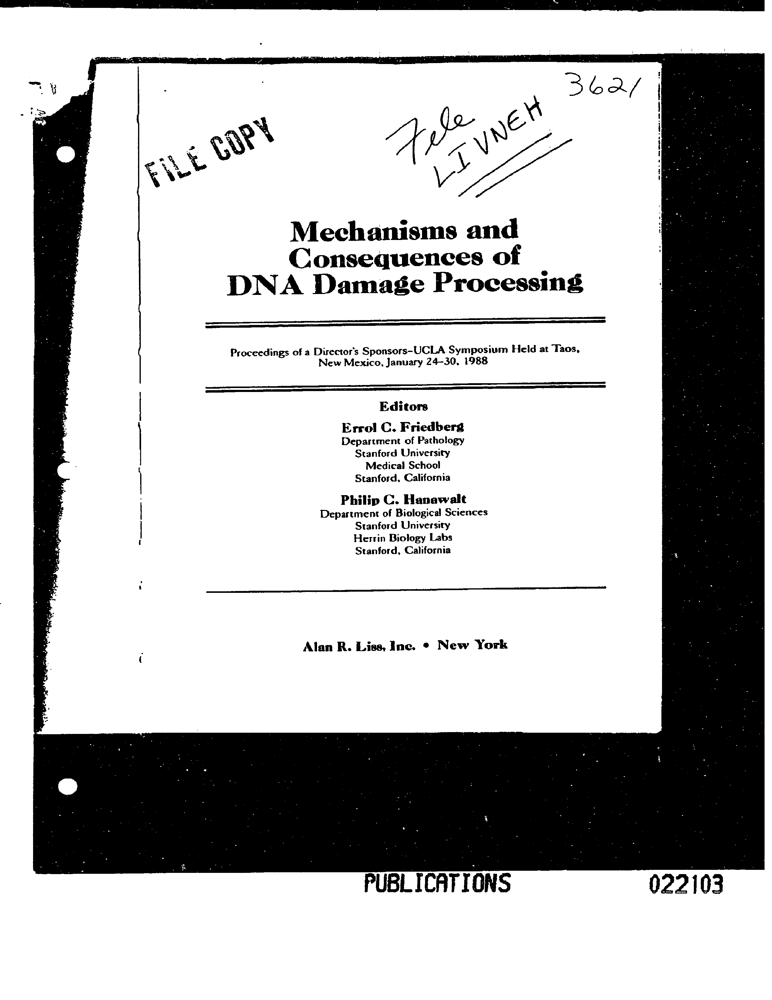 3621
File
LIVNEH
FILE COPY
Mechanisms and
Consequences of
DNA Damage Processing
Proceedings of a Director's Sponsors–UCLA Symposium Held at Taos,
New Mexico, January 24–30, 1988
Editors
Errol C. Friedberg
Department of Pathology
Stanford University
Medical School
Stanford, California
Philip C. Hanawalt
Department of Biological Sciences
Stanford University
Herrin Biology Labs
Stanford, California
Alan R. Liss, Inc. • New York
PUBLICATIONS 022103